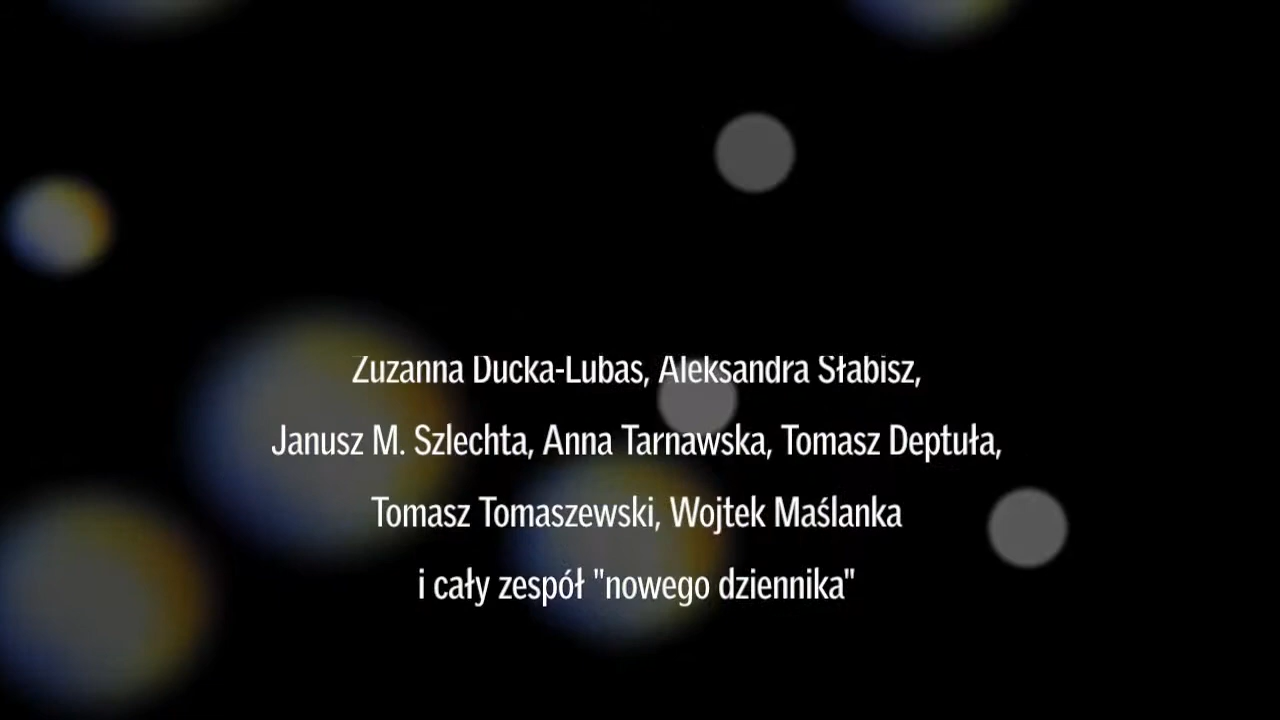 Zuzanna Ducka-Lubas, Aleksandra Słabisz,
Janusz M. Szlechta, Anna Tarnawska, Tomasz Deptuła,
Tomasz Tomaszewski, Wojtek Maślanka
i cały zespół "nowego dziennika"